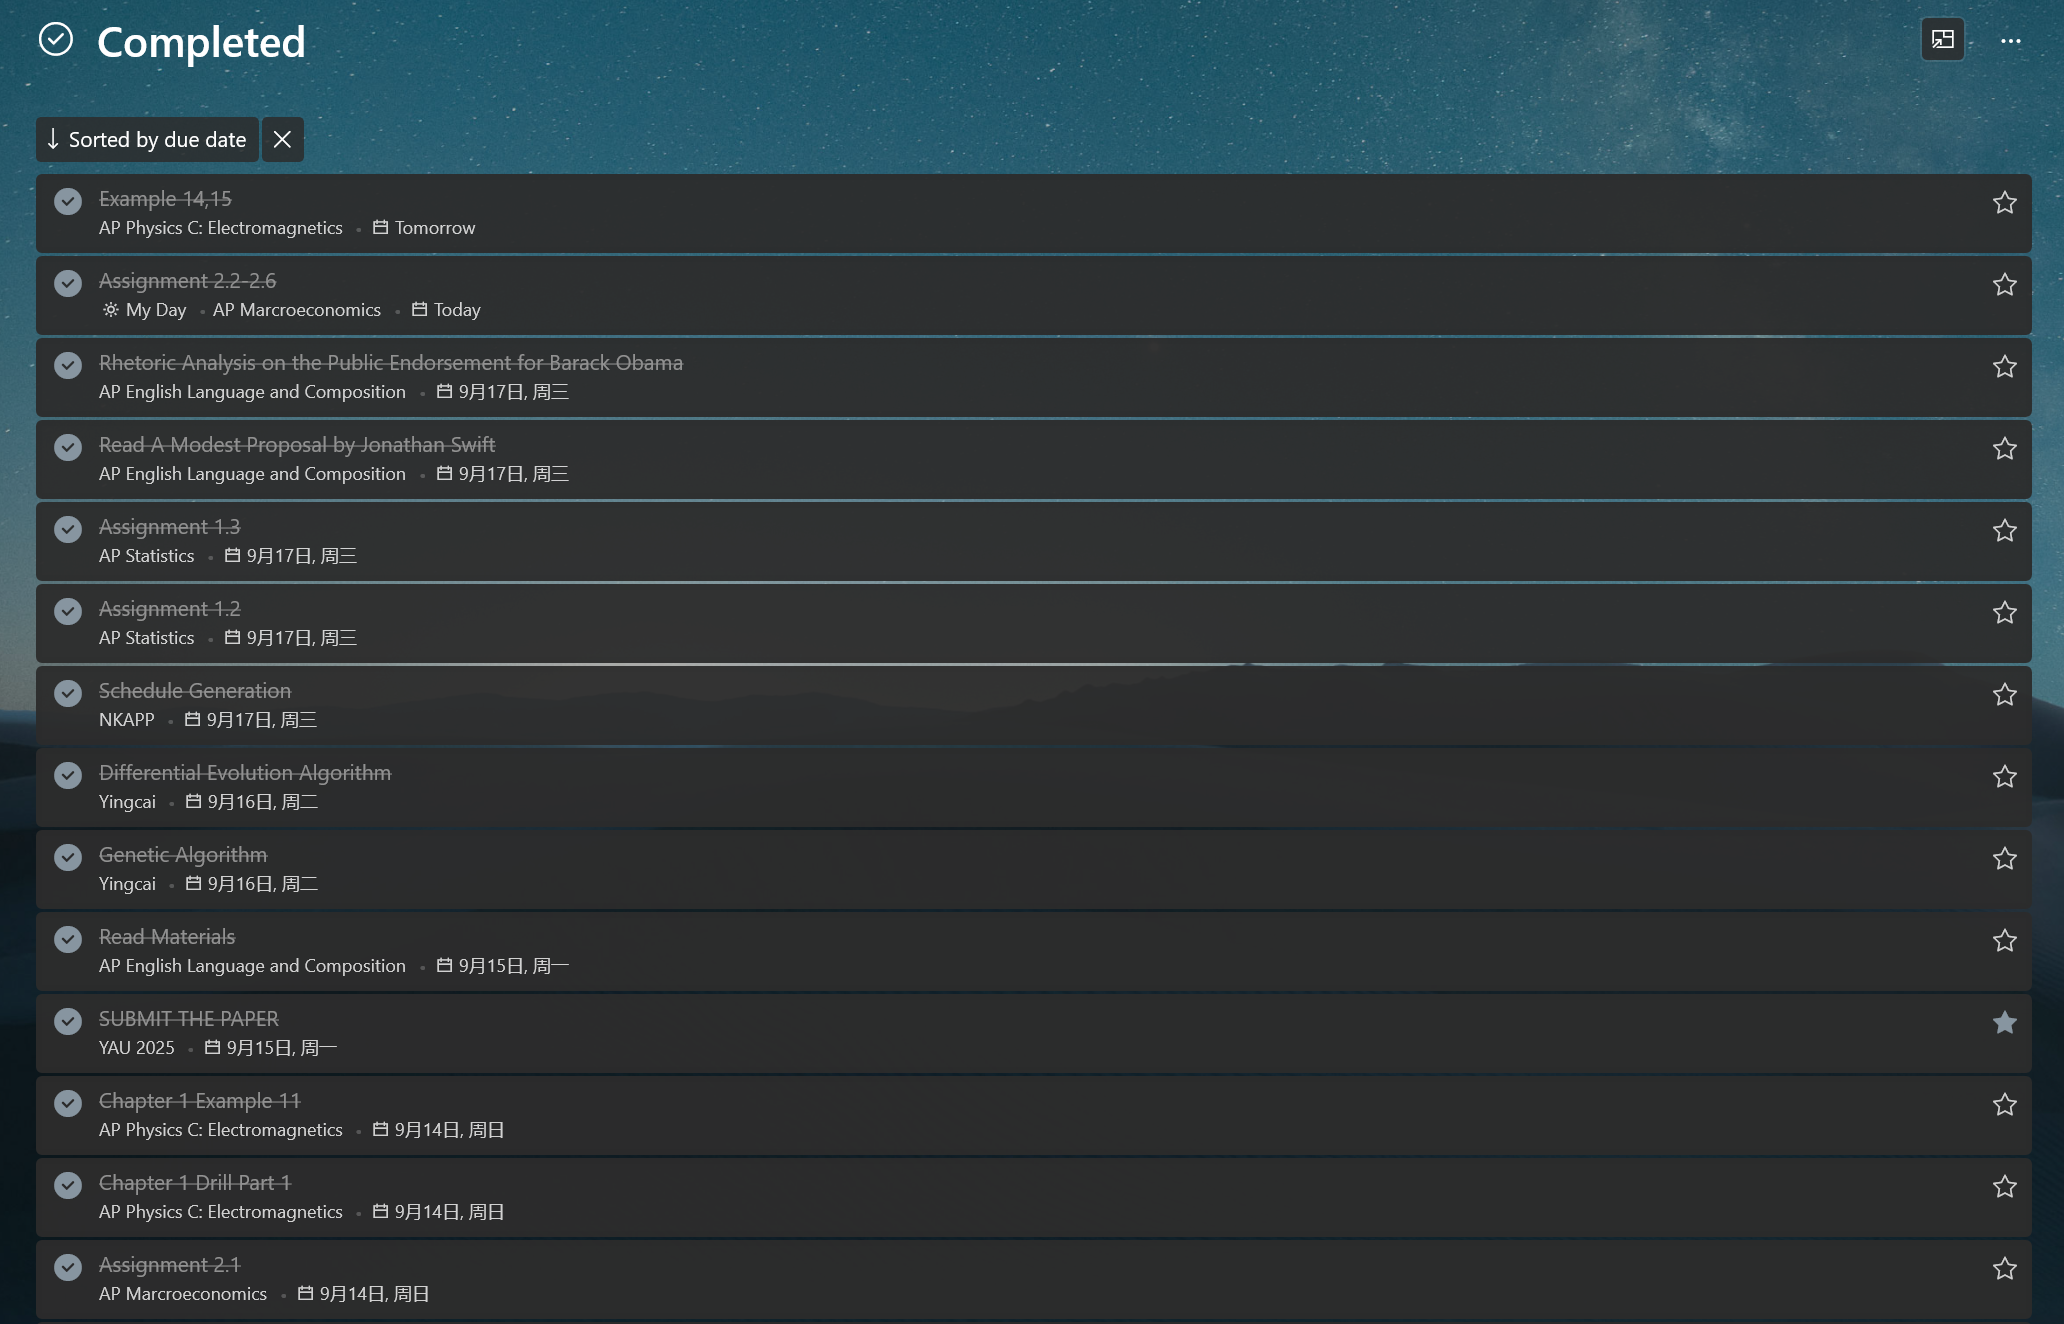 Completed
Sorted by due date
Example 14,15
AP Physics C: Electromagnetics • Tomorrow
Assignment 2.2-2.6
My Day • AP Marcroeconomics • Today
Rhetoric Analysis on the Public Endorsement for Barack Obama
AP English Language and Composition • 9月17日, 周三
Read A Modest Proposal by Jonathan Swift
AP English Language and Composition • 9月17日, 周三
Assignment 1.3
AP Statistics • 9月17日, 周三
Assignment 1.2
AP Statistics • 9月17日, 周三
Schedule Generation
NKAPP • 9月17日, 周三
Differential Evolution Algorithm
Yingcai • 9月16日, 周二
Genetic Algorithm
Yingcai • 9月16日, 周二
Read Materials
AP English Language and Composition • 9月15日, 周一
SUBMIT THE PAPER
YAU 2025 • 9月15日, 周一
Chapter 1 Example 11
AP Physics C: Electromagnetics • 9月14日, 周日
Chapter 1 Drill Part 1
AP Physics C: Electromagnetics • 9月14日, 周日
Assignment 2.1
AP Marcroeconomics • 9月14日, 周日